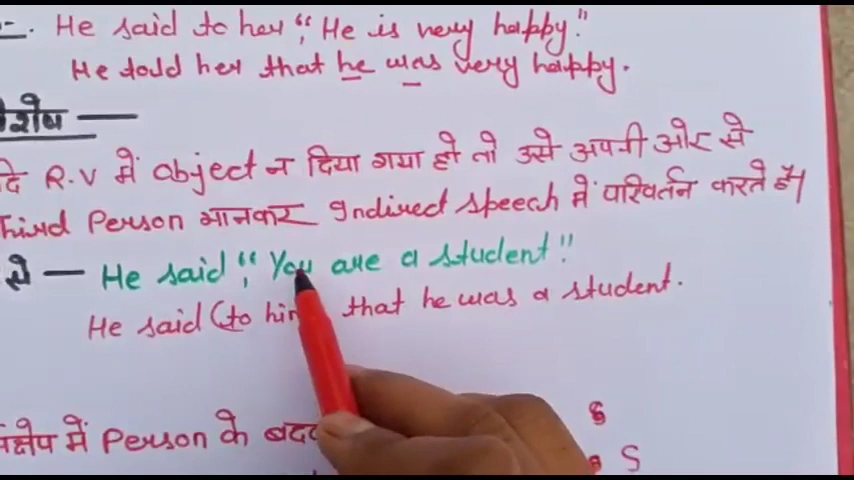 -. He said to her, "He is very happy."
He told her that he was very happy.
विशेष —
यदि R.V में object न दिया गया हो तो उसे अपनी ओर से
Third Person मानकर Indirect speech में परिवर्तन करते हैं।
जैसे — He said, "You are a student."
He said (to him that he was a student.
संक्षेप में Person के
S
S